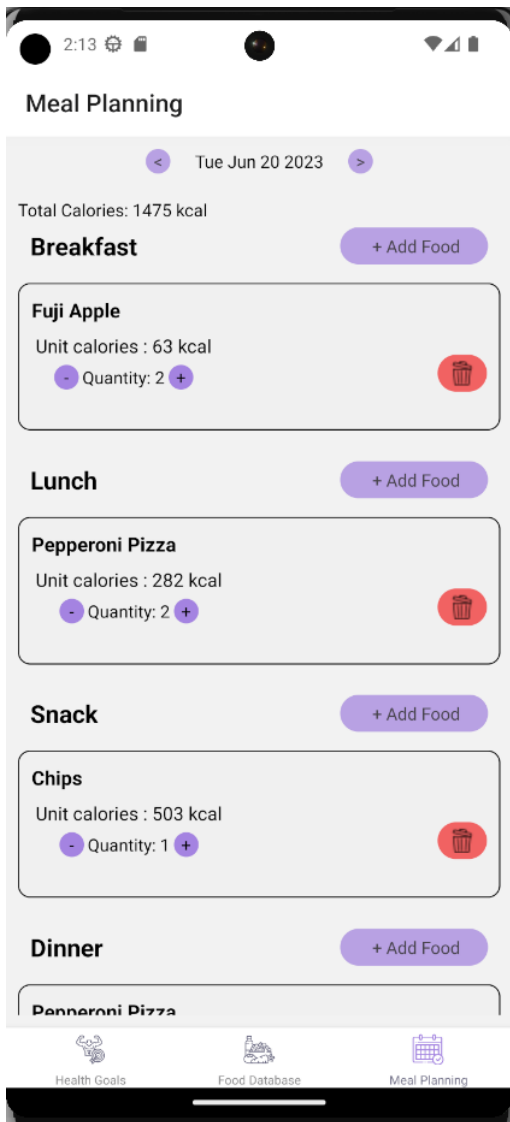 2:13
Meal Planning
< Tue Jun 20 2023 >
Total Calories: 1475 kcal
Breakfast
+ Add Food
Fuji Apple
Unit calories : 63 kcal
- Quantity: 2 +
Lunch
+ Add Food
Pepperoni Pizza
Unit calories : 282 kcal
- Quantity: 2 +
Snack
+ Add Food
Chips
Unit calories : 503 kcal
- Quantity: 1 +
Dinner
+ Add Food
Pepperoni Pizza
Health Goals
Food Database
Meal Planning